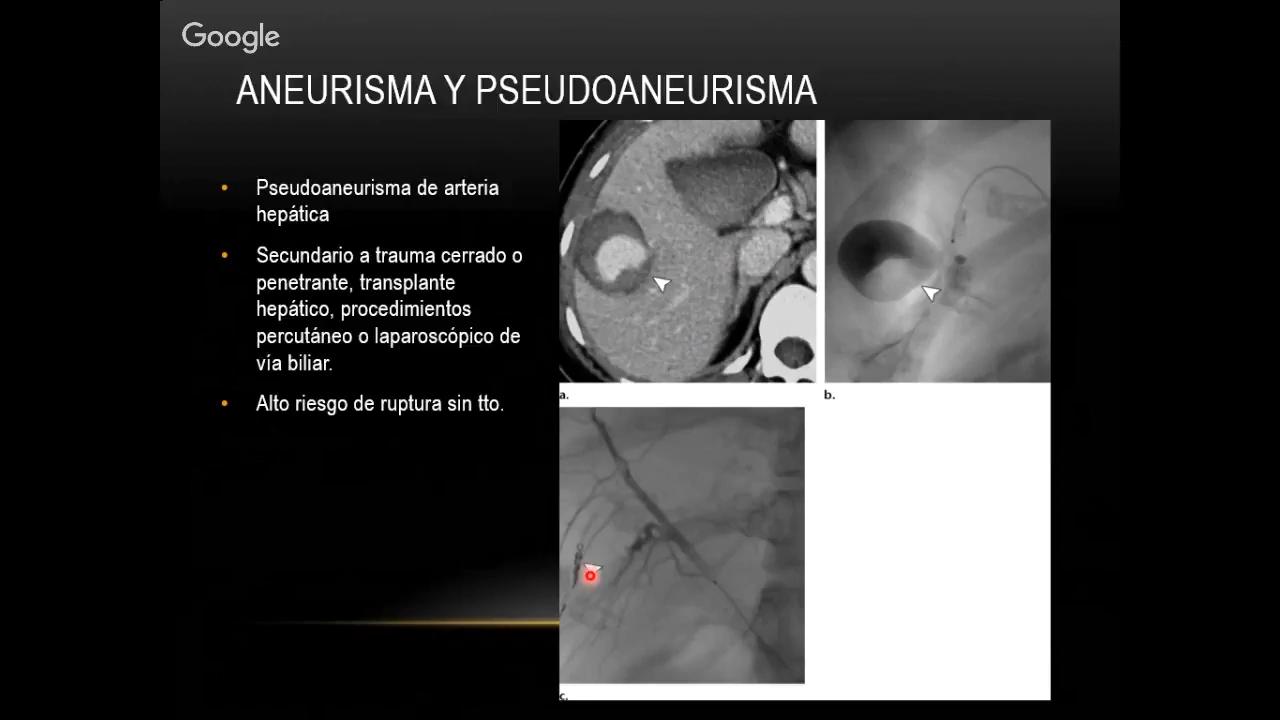 Google
ANEURISMA Y PSEUDOANEURISMA
• Pseudoaneurisma de arteria
hepática
• Secundario a trauma cerrado o
penetrante, transplante
hepático, procedimientos
percutáneo o laparoscópico de
vía biliar.
• Alto riesgo de ruptura sin tto.
a.
b.
c.